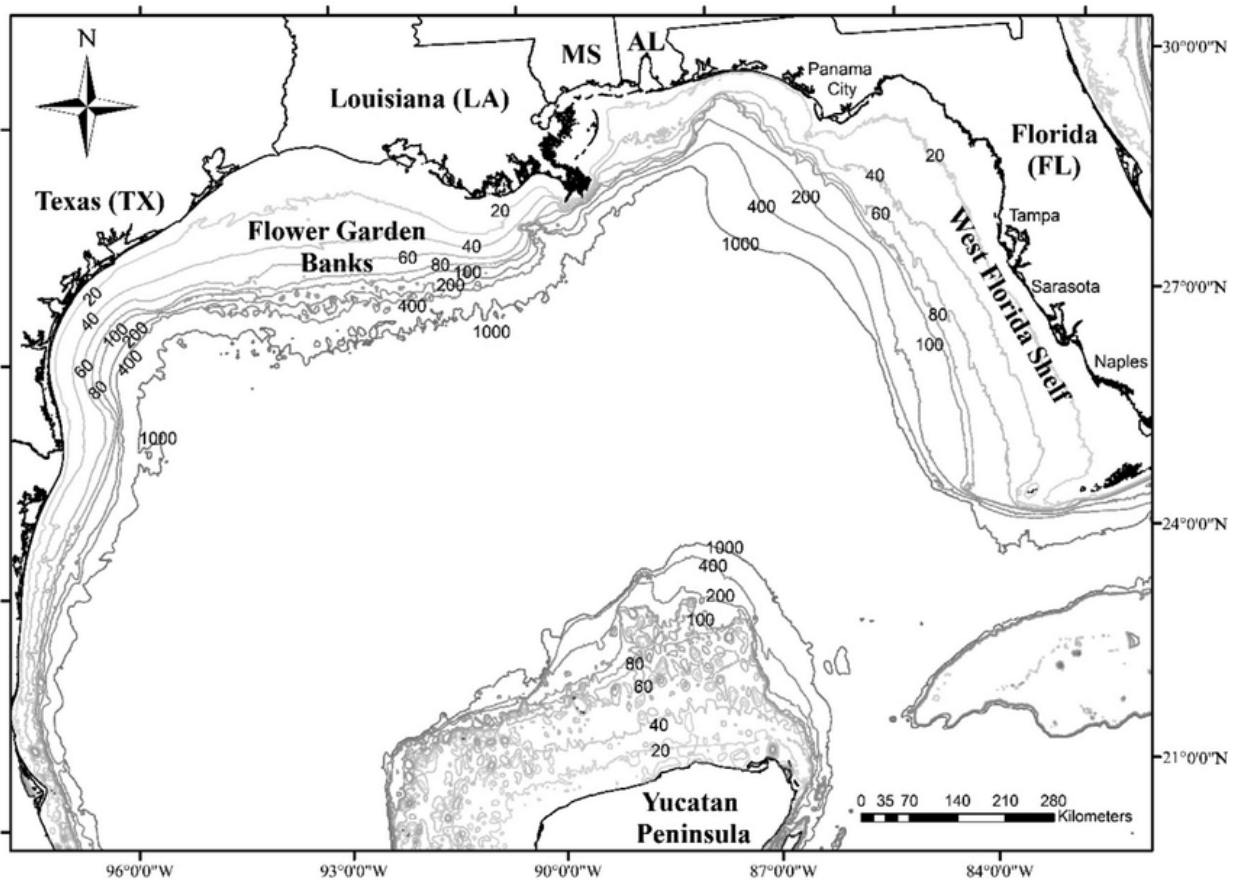 N
MS
AL
Louisiana (LA)
Texas (TX)
Flower Garden
Banks
Panama
City
Florida
(FL)
Tampa
Sarasota
Naples
West Florida Shelf
20
40
60
80
100
200
400
1000
20
40
60
80
100
200
400
1000
20
40
60
80
100
200
400
1000
1000
400
200
100
80
60
40
20
Yucatan
Peninsula
0 35 70 140 210 280
Kilometers
30°0'0"N
27°0'0"N
24°0'0"N
21°0'0"N
96°0'0"W
93°0'0"W
90°0'0"W
87°0'0"W
84°0'0"W